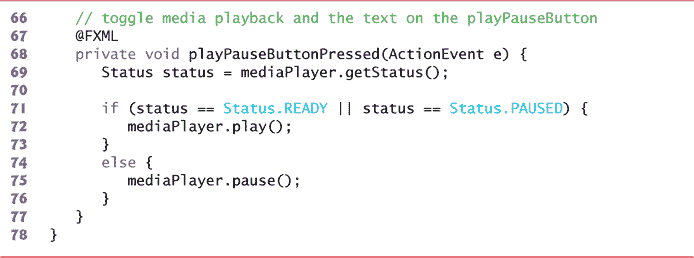 66 // toggle media playback and the text on the playPauseButton
67 @FXML
68 private void playPauseButtonPressed(ActionEvent e) {
69 Status status = mediaPlayer.getStatus();
70
71 if (status == Status.READY || status == Status.PAUSED) {
72 mediaPlayer.play();
73 }
74 else {
75 mediaPlayer.pause();
76 }
77 }
78 }